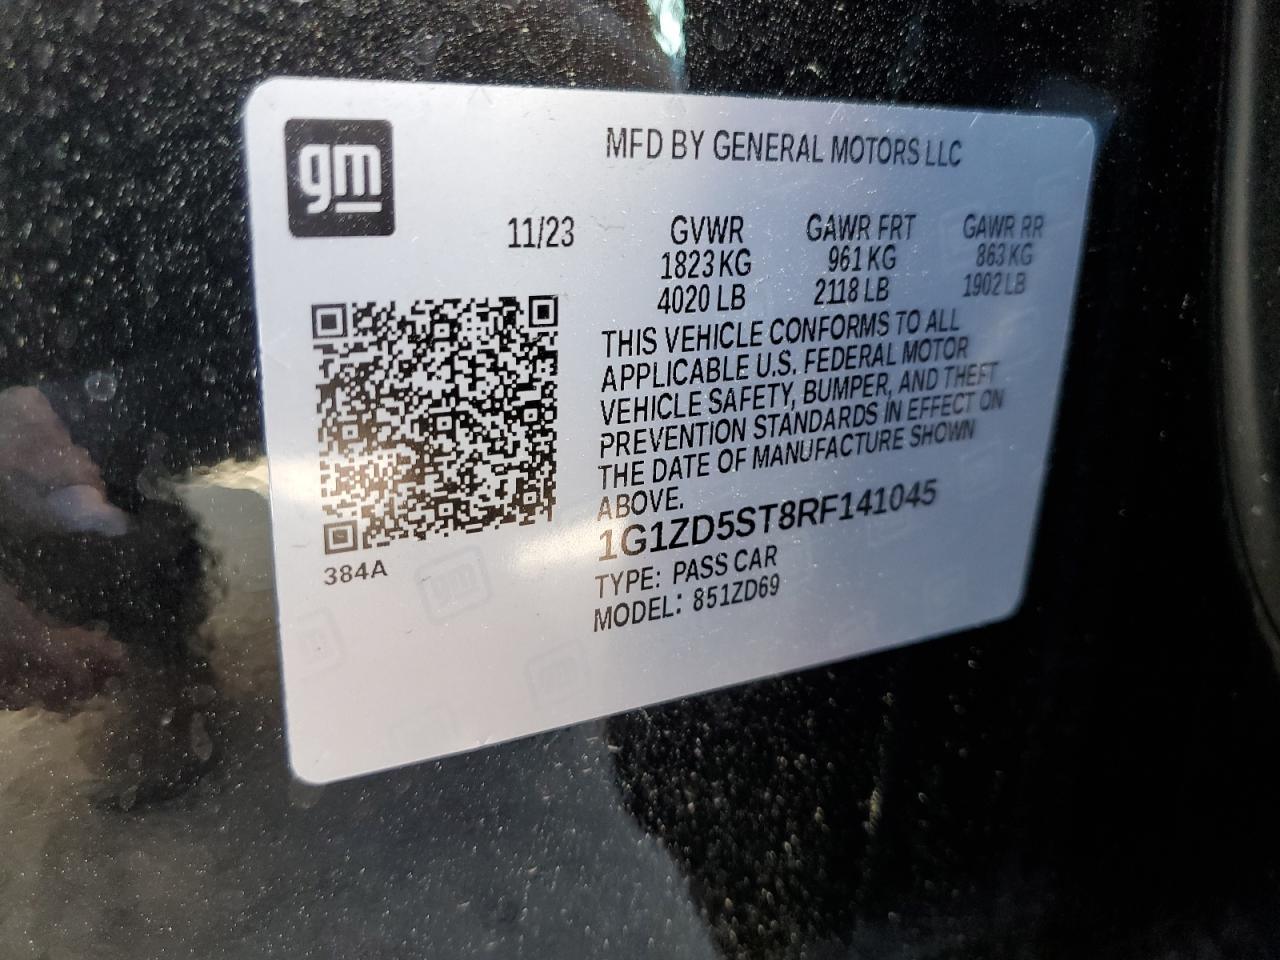 gm
MFD BY GENERAL MOTORS LLC
11/23 GVWR GAWR FRT GAWR RR
1823 KG 961 KG 863 KG
4020 LB 2118 LB 1902 LB
THIS VEHICLE CONFORMS TO ALL
APPLICABLE U.S. FEDERAL MOTOR
VEHICLE SAFETY, BUMPER, AND THEFT
PREVENTION STANDARDS IN EFFECT ON
THE DATE OF MANUFACTURE SHOWN
ABOVE.
1G1ZD5ST8RF141045
TYPE: PASS CAR
MODEL: 851ZD69
384A
gm